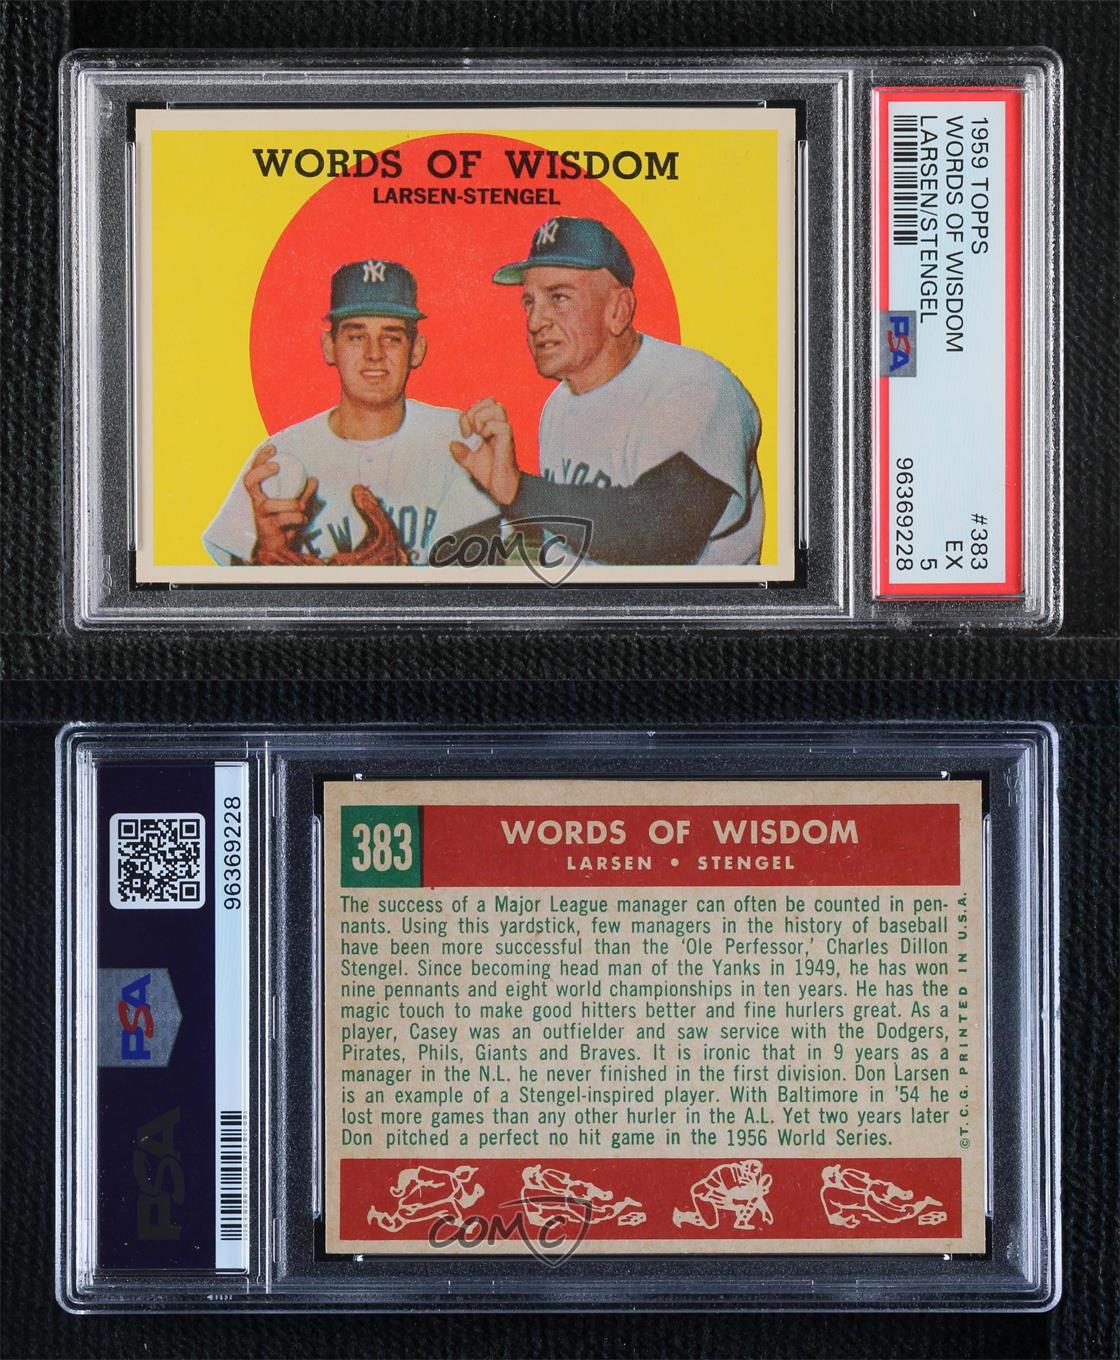 WORDS OF WISDOM
LARSEN-STENGEL
NY
NY
NEW YOR
W YOR
COMC
1959 TOPPS
WORDS OF WISDOM
LARSEN/STENGEL
PSA
#383
EX
5
96369228
96369228
PSA
PSA
383
WORDS OF WISDOM
LARSEN • STENGEL
The success of a Major League manager can often be counted in pen-
nants. Using this yardstick, few managers in the history of baseball
have been more successful than the 'Ole Perfessor,' Charles Dillon
Stengel. Since becoming head man of the Yanks in 1949, he has won
nine pennants and eight world championships in ten years. He has the
magic touch to make good hitters better and fine hurlers great. As a
player, Casey was an outfielder and saw service with the Dodgers,
Pirates, Phils, Giants and Braves. It is ironic that in 9 years as a
manager in the N.L. he never finished in the first division. Don Larsen
is an example of a Stengel-inspired player. With Baltimore in '54 he
lost more games than any other hurler in the A.L. Yet two years later
Don pitched a perfect no hit game in the 1956 World Series.
©T. C. G. PRINTED IN U.S.A.
COMC